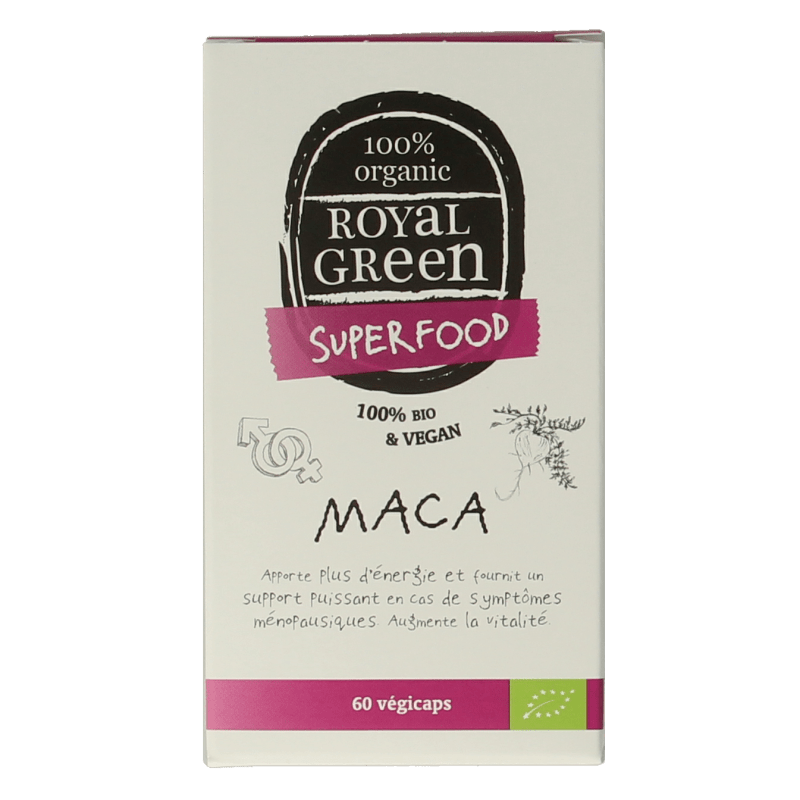 100%
organic
ROYAL
GREEN
SUPERFOOD
100% BIO
& VEGAN
MACA
Apporte plus d'énergie et fournit un
support puissant en cas de symptômes
ménopausiques. Augmente la vitalité.
60 végicaps